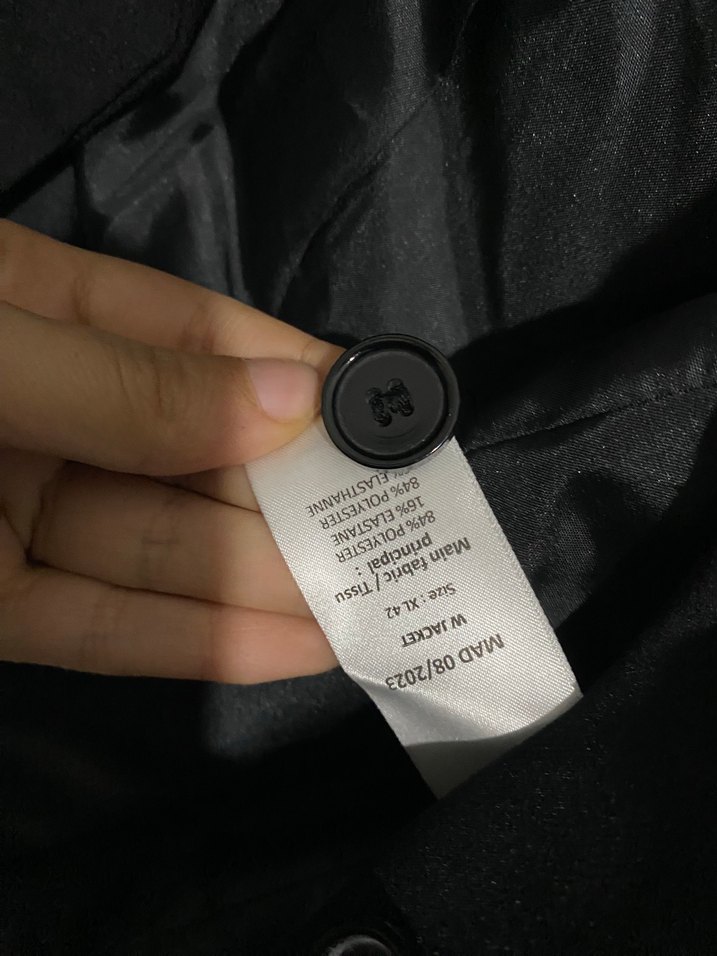 MAD 08/2023
W JACKET
Size : XL 42
Main fabric / Tissu
principal :
84% POLYESTER
16% ELASTANE
84% POLYESTER
ELASTHANNE